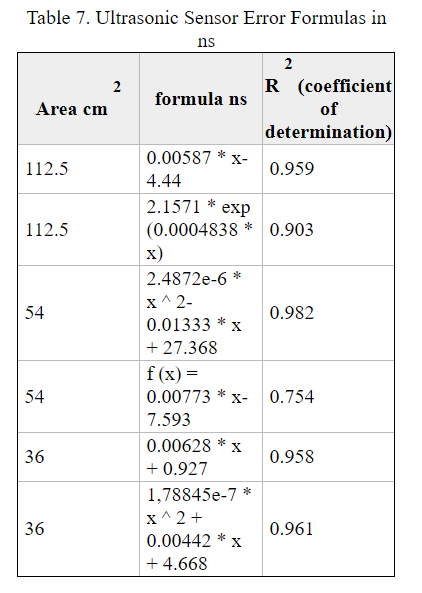 Table 7. Ultrasonic Sensor Error Formulas in
ns
2
Area cm
formula ns
2
R (coefficient
of
determination)
112.5
0.00587 * x-
4.44
0.959
112.5
2.1571 * exp
(0.0004838 *
x)
0.903
54
2.4872e-6 *
x ^ 2-
0.01333 * x
+ 27.368
0.982
54
f (x) =
0.00773 * x-
7.593
0.754
36
0.00628 * x
+ 0.927
0.958
36
1,78845e-7 *
x ^ 2 +
0.00442 * x
+ 4.668
0.961